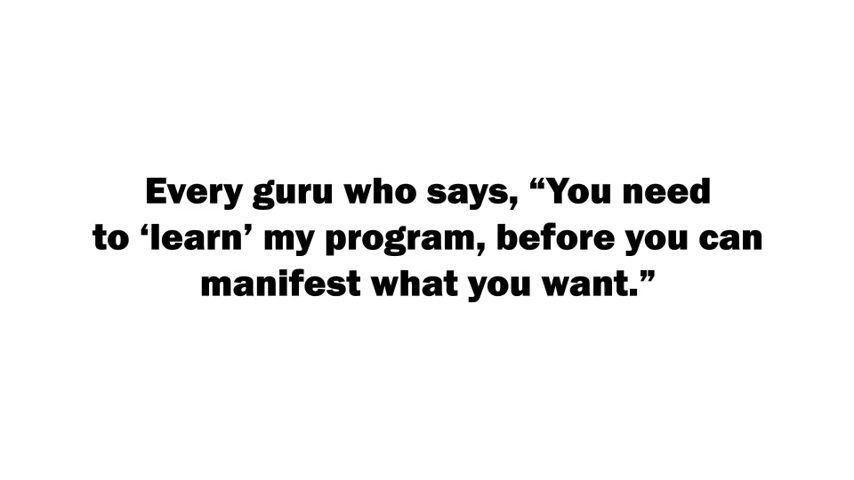 Every guru who says, “You need
to ‘learn’ my program, before you can
manifest what you want.”